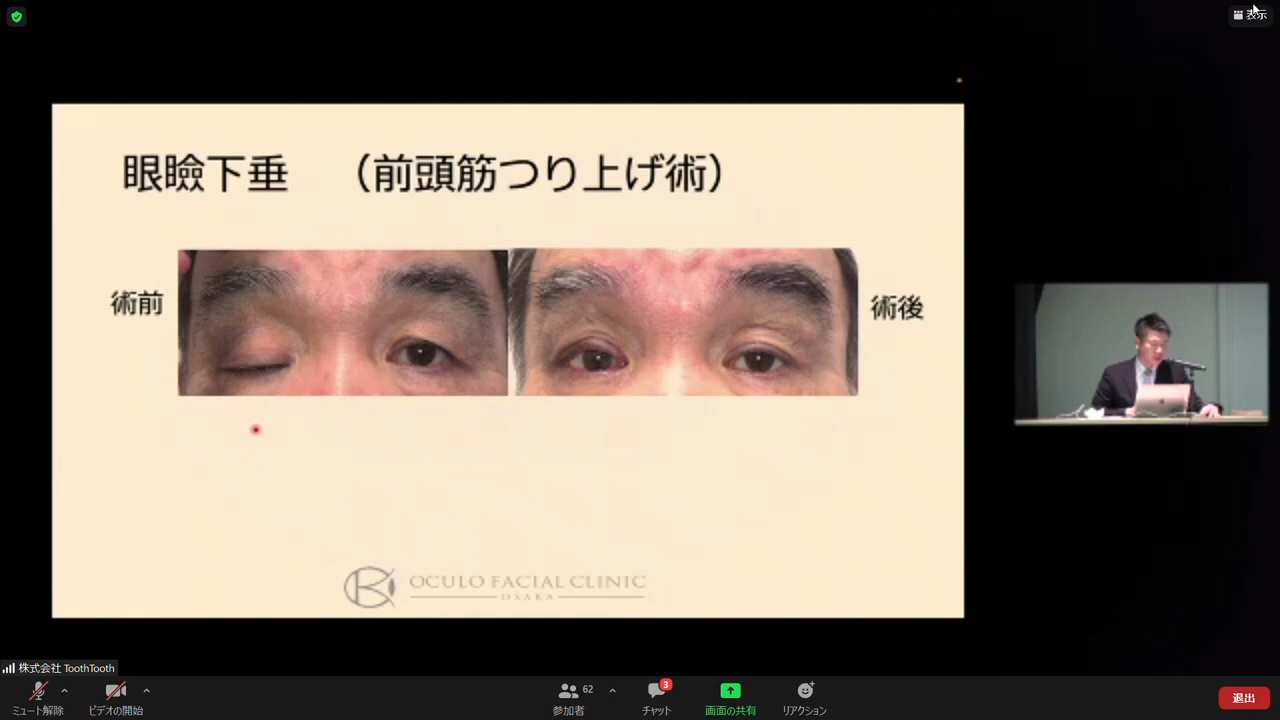 表示
眼瞼下垂 （前頭筋つり上げ術）
術前
術後
OCULO FACIAL CLINIC
OSAKA
株式会社 ToothTooth
ミュート解除
ビデオの開始
62
参加者
3
チャット
画面の共有
リアクション
退出